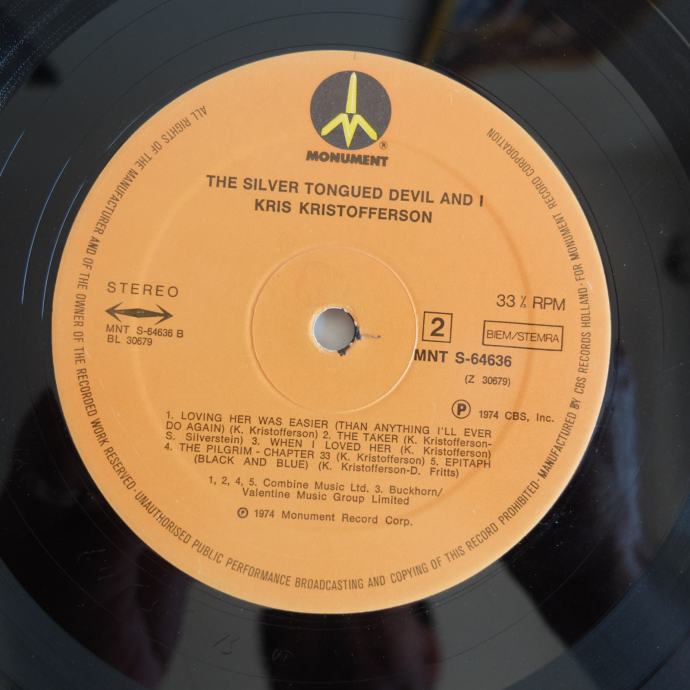 ®
MONUMENT
THE SILVER TONGUED DEVIL AND I
KRIS KRISTOFFERSON
STEREO
MNT S-64636 B
BL 30679
33 ⅓ RPM
2
BIEM/STEMRA
MNT S-64636
(Z 30679)
Ⓟ 1974 CBS, Inc.
1. LOVING HER WAS EASIER (THAN ANYTHING I'LL EVER
DO AGAIN) (K. Kristofferson) 2. THE TAKER (K. Kristofferson-
S. Silverstein) 3. WHEN I LOVED HER (K. Kristofferson)
4. THE PILGRIM - CHAPTER 33 (K. Kristofferson) 5. EPITAPH
(BLACK AND BLUE) (K. Kristofferson-D. Fritts)
1, 2, 4, 5. Combine Music Ltd. 3. Buckhorn/
Valentine Music Group Limited
Ⓟ 1974 Monument Record Corp.
ALL RIGHTS OF THE MANUFACTURER AND OF THE OWNER OF THE RECORDED WORK RESERVED· UNAUTHORISED PUBLIC PERFORMANCE BROADCASTING AND COPYING OF THIS RECORD PROHIBITED· MANUFACTURED BY CBS RECORDS HOLLAND· FOR MONUMENT RECORD CORPORATION